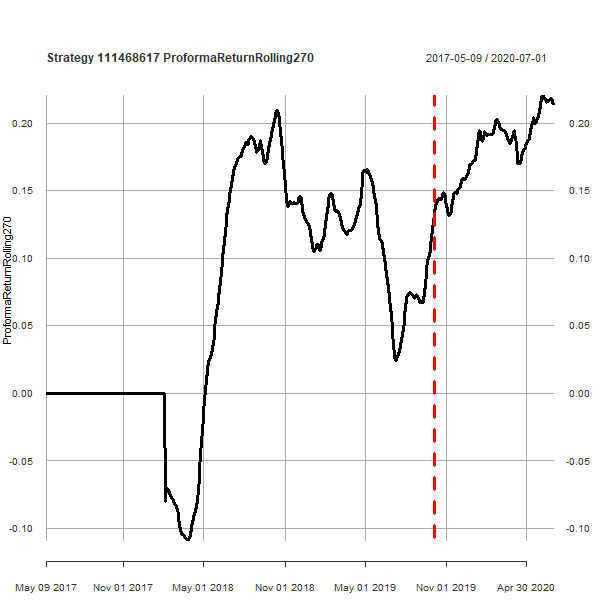 Strategy 111468617 ProformaReturnRolling270
2017-05-09 / 2020-07-01
ProformaReturnRolling270
0.20 0.20
0.15 0.15
0.10 0.10
0.05 0.05
0.00 0.00
-0.05 -0.05
-0.10 -0.10
May 09 2017 Nov 01 2017 May 01 2018 Nov 01 2018 May 01 2019 Nov 01 2019 Apr 30 2020